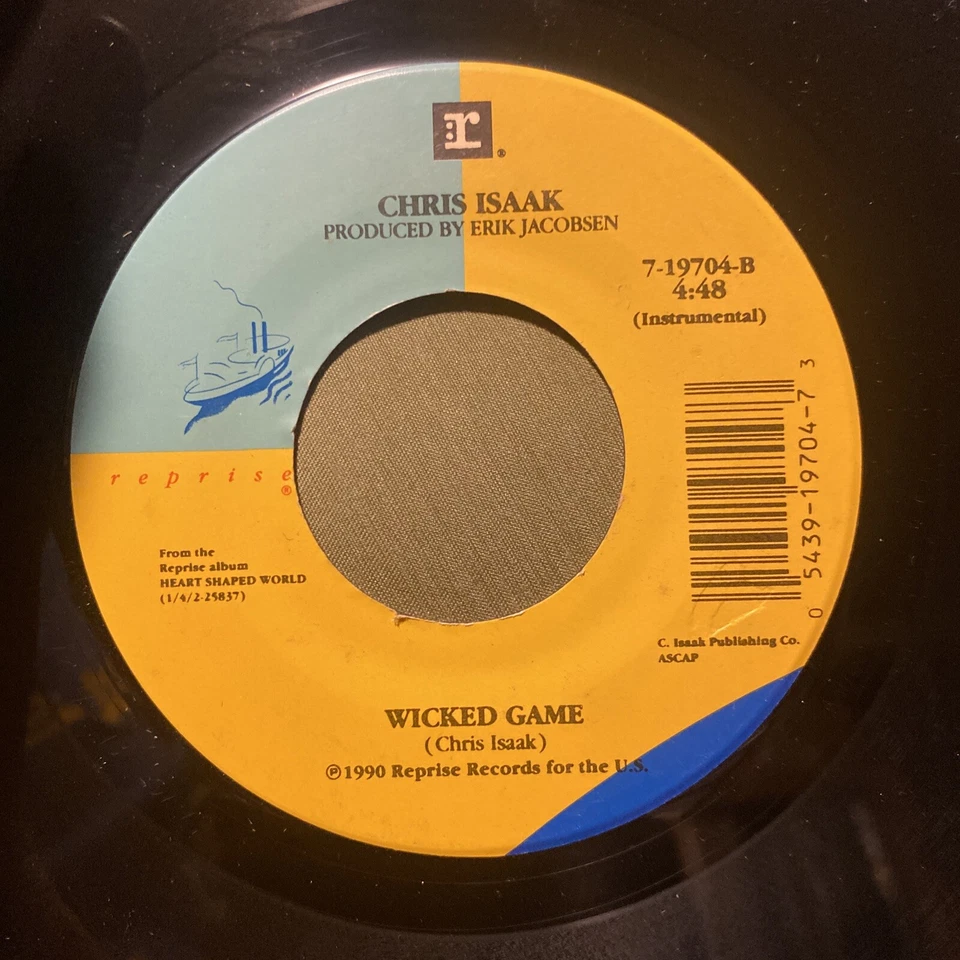 r
®
CHRIS ISAAK
PRODUCED BY ERIK JACOBSEN
7-19704-B
4:48
(Instrumental)
reprise
®
0 5439-19704-7 3
From the
Reprise album
HEART SHAPED WORLD
(1/4/2-25837)
C. Isaak Publishing Co.
ASCAP
WICKED GAME
(Chris Isaak)
℗1990 Reprise Records for the U.S.